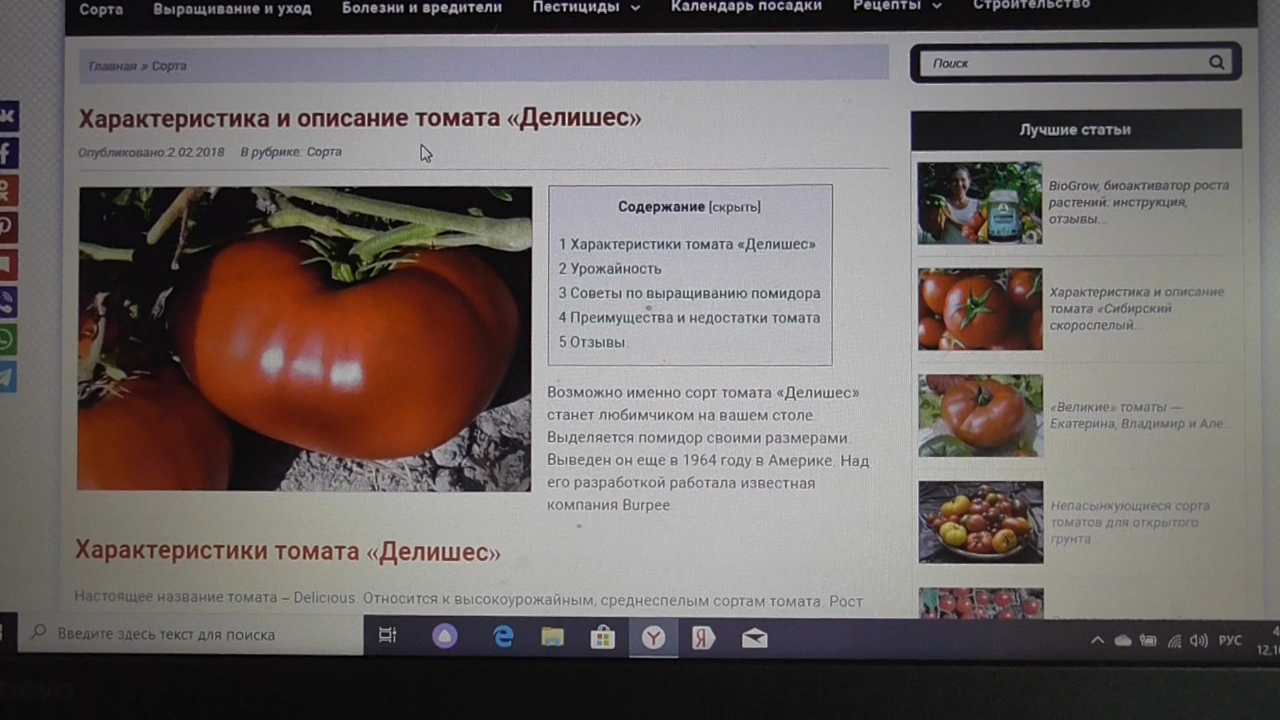 Сорта Выращивание и уход Болезни и вредители Пестициды Календарь посадки Рецепты Строительство
Главная » Сорта
Поиск
Характеристика и описание томата «Делишес»
Опубликовано:2.02.2018 В рубрике: Сорта
Содержание [скрыть]
1 Характеристики томата «Делишес»
2 Урожайность
3 Советы по выращиванию помидора
4 Преимущества и недостатки томата
5 Отзывы
Возможно именно сорт томата «Делишес»
станет любимчиком на вашем столе.
Выделяется помидор своими размерами.
Выведен он еще в 1964 году в Америке. Над
его разработкой работала известная
компания Burpee
Характеристики томата «Делишес»
Настоящее название томата – Delicious. Относится к высокоурожайным, среднеспелым сортам томата. Рост
Лучшие статьи
BioGrow, биоактиватор роста
растений: инструкция,
отзывы...
Характеристика и описание
томата «Сибирский
скороспелый...
«Великие» томаты —
Екатерина, Владимир и Але...
Непасынкующиеся сорта
томатов для открытого
грунта
Введите здесь текст для поиска
РУС